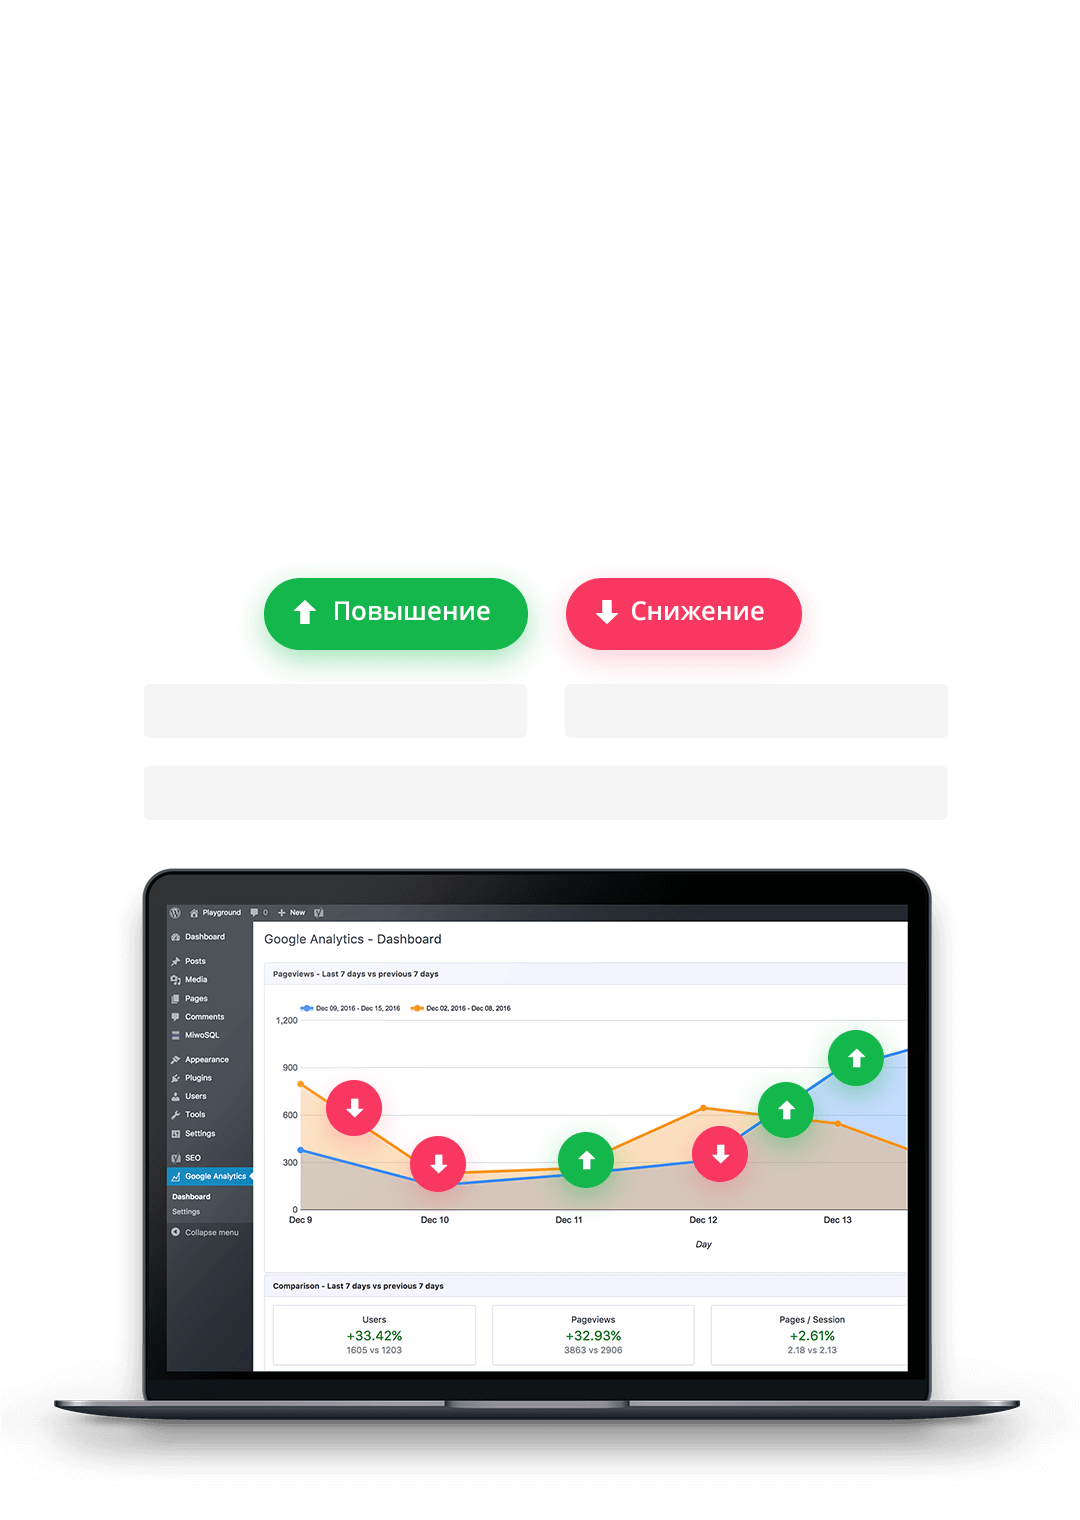 Повышение
Снижение
Playground 0 New
Dashboard
Posts
Media
Pages
Comments
MiwoSQL
Appearance
Plugins
Users
Tools
Settings
SEO
Google Analytics
Dashboard
Settings
Collapse menu
Google Analytics - Dashboard
Pageviews - Last 7 days vs previous 7 days
Dec 09, 2016 - Dec 15, 2016 Dec 02, 2016 - Dec 08, 2016
1,200
900
600
300
0
Dec 9 Dec 10 Dec 11 Dec 12 Dec 13
Day
Comparison - Last 7 days vs previous 7 days
Users
+33.42%
1605 vs 1203
Pageviews
+32.93%
3863 vs 2906
Pages / Session
+2.61%
2.18 vs 2.13